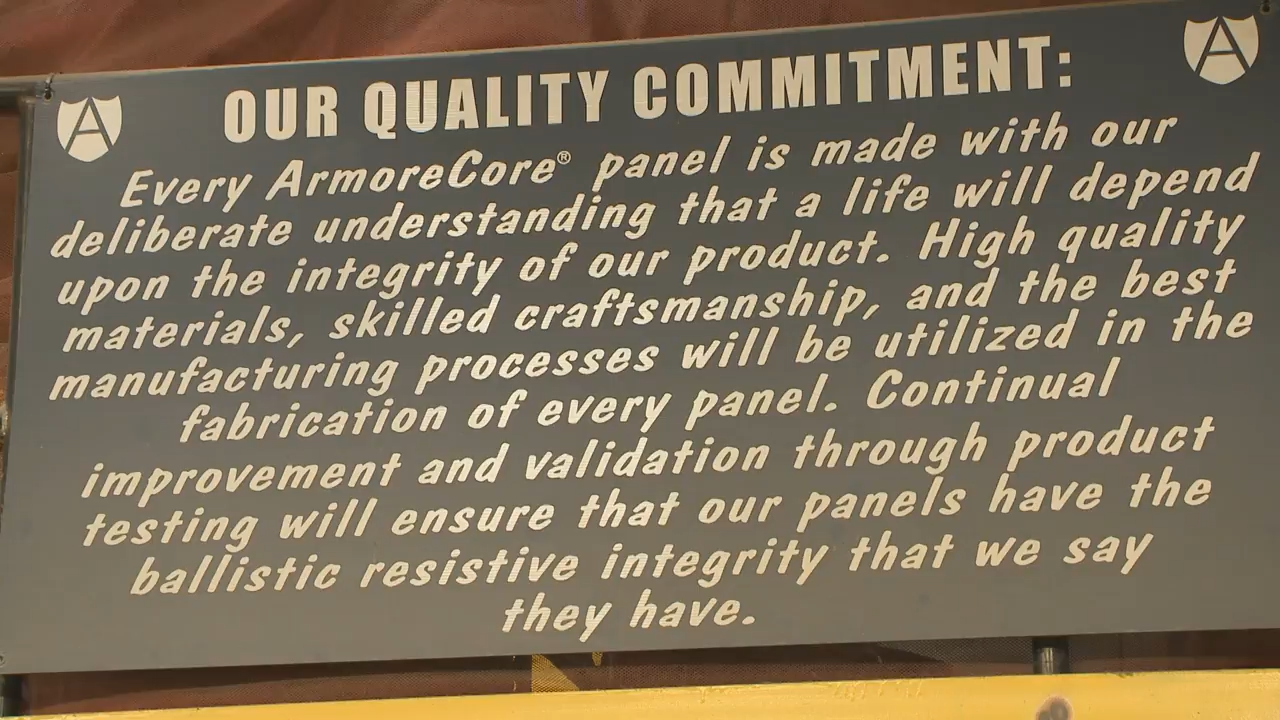 A
A
OUR QUALITY COMMITMENT:
Every ArmoreCore® panel is made with our
deliberate understanding that a life will depend
upon the integrity of our product. High quality
materials, skilled craftsmanship, and the best
manufacturing processes will be utilized in the
fabrication of every panel. Continual
improvement and validation through product
testing will ensure that our panels have the
ballistic resistive integrity that we say
they have.